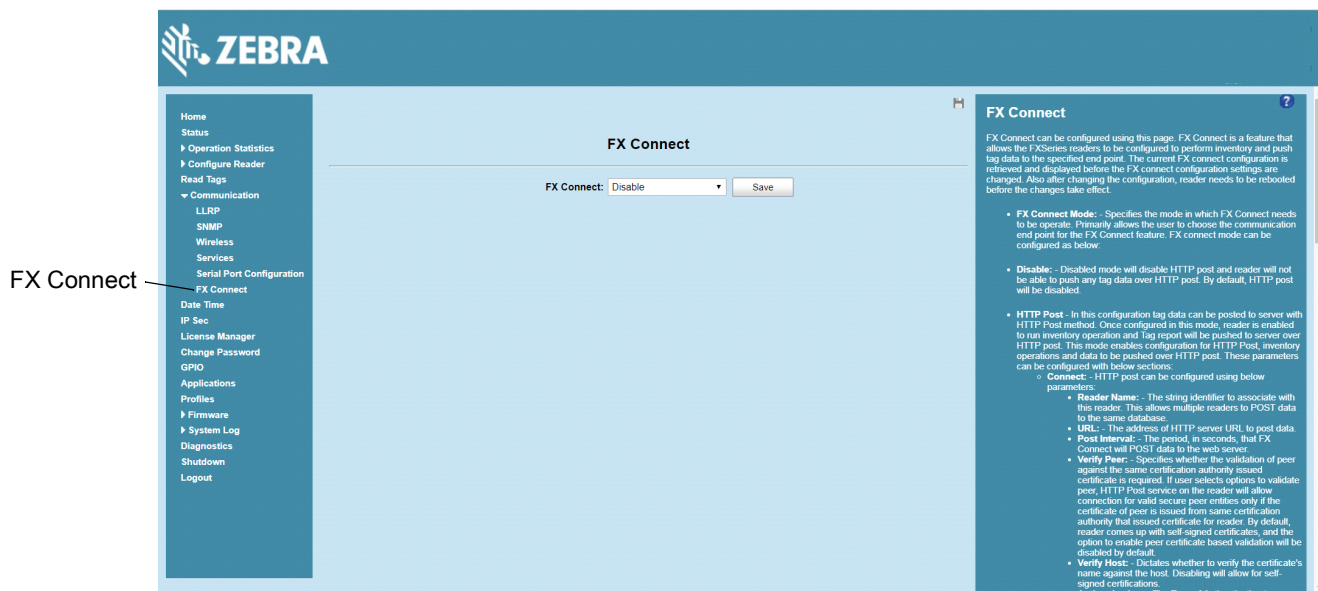 ZEBRA
FX Connect
Home
Status
Operation Statistics
Configure Reader
Read Tags
Communication
LLRP
SNMP
Wireless
Services
Serial Port Configuration
FX Connect
Date Time
IP Sec
License Manager
Change Password
GPIO
Applications
Profiles
Firmware
System Log
Diagnostics
Shutdown
Logout
FX Connect
FX Connect: Disable Save
?
FX Connect
FX Connect can be configured using this page. FX Connect is a feature that
allows the FXSeries readers to be configured to perform inventory and push
tag data to the specified end point. The current FX connect configuration is
retrieved and displayed before the FX connect configuration settings are
changed. Also after changing the configuration, reader needs to be rebooted
before the changes take effect.
• FX Connect Mode: - Specifies the mode in which FX Connect needs
to be operate. Primarily allows the user to choose the communication
end point for the FX Connect feature. FX connect mode can be
configured as below:
• Disable: - Disabled mode will disable HTTP post and reader will not
be able to push any tag data over HTTP post. By default, HTTP post
will be disabled.
• HTTP Post - In this configuration tag data can be posted to server with
HTTP Post method. Once configured in this mode, reader is enabled
to run inventory operation and Tag report will be pushed to server over
HTTP post. This mode enables configuration for HTTP Post, inventory
operations and data to be pushed over HTTP post. These parameters
can be configured with below sections:
○ Connect: - HTTP post can be configured using below
parameters:
• Reader Name: - The string identifier to associate with
this reader. This allows multiple readers to POST data
to the same database.
• URL: - The address of HTTP server URL to post data.
• Post Interval: - The period, in seconds, that FX
Connect will POST data to the web server.
• Verify Peer: - Specifies whether the validation of peer
against the same certification authority issued
certificate is required. If user selects options to validate
peer, HTTP Post service on the reader will allow
connection for valid secure peer entities only if the
certificate of peer is issued from same certification
authority that issued certificate for reader. By default,
reader comes up with self-signed certificates, and the
option to enable peer certificate based validation will be
disabled by default.
• Verify Host: - Dictates whether to verify the certificate's
name against the host. Disabling will allow for self-
signed certifications.